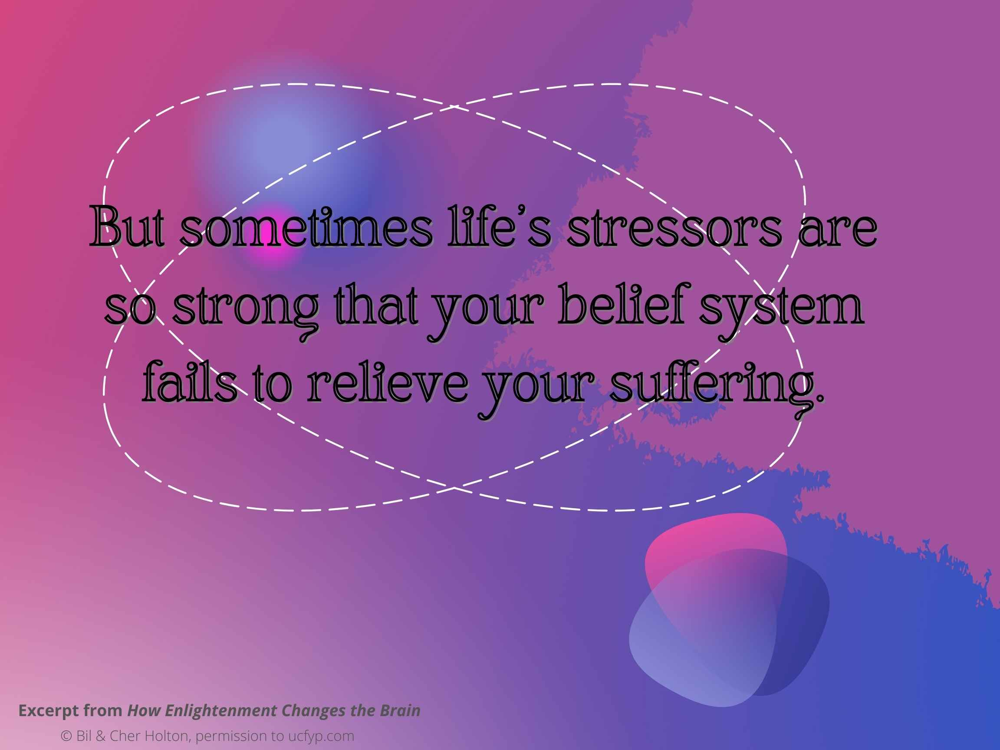 But sometimes life’s stressors are
so strong that your belief system
fails to relieve your suffering.
Excerpt from How Enlightenment Changes the Brain
© Bil & Cher Holton, permission to ucfyp.com